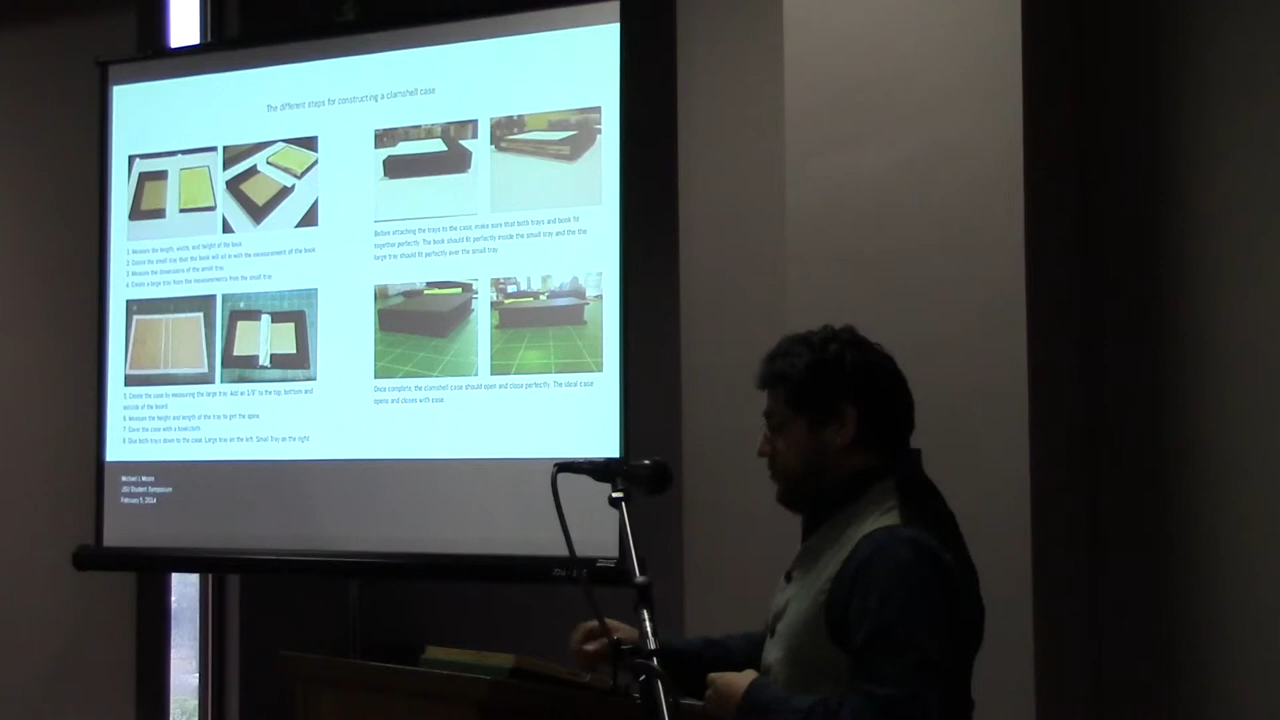 The different steps for constructing a clamshell case
1. Measure the length, width, and height of the book.
2. Create the small tray that the book will sit in with the measurement of the book
3. Measure the dimensions of the small tray.
4. Create a large tray from the measurements from the small tray
5. Create the case by measuring the large tray. Add an 1/8" to the top, bottom and
outside of the board.
6. Measure the height and length of the tray to get the spine.
7. Cover the case with a bookcloth.
8. Glue both trays down to the case. Large tray on the left. Small Tray on the right
Before attaching the trays to the case, make sure that both trays and book fit
together perfectly. The book should fit perfectly inside the small tray and the the
large tray should fit perfectly over the small tray
Once complete, the clamshell case should open and close perfectly. The ideal case
opens and closes with ease.
Michael L Moore
Student Symposium
February 5, 2014